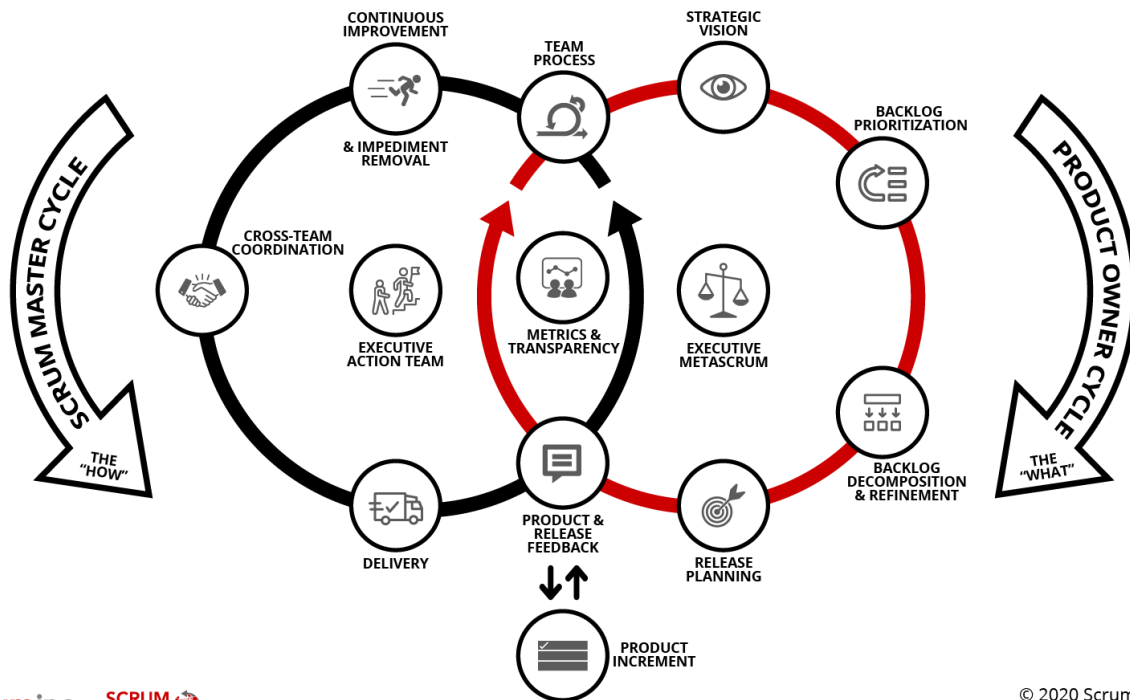 CONTINUOUS
IMPROVEMENT
& IMPEDIMENT
REMOVAL
TEAM
PROCESS
STRATEGIC
VISION
BACKLOG
PRIORITIZATION
SCRUM MASTER CYCLE
THE
"HOW"
PRODUCT OWNER CYCLE
THE
"WHAT"
CROSS-TEAM
COORDINATION
EXECUTIVE
ACTION TEAM
METRICS &
TRANSPARENCY
EXECUTIVE
METASCRUM
BACKLOG
DECOMPOSITION
& REFINEMENT
DELIVERY
PRODUCT &
RELEASE
FEEDBACK
RELEASE
PLANNING
PRODUCT
INCREMENT
SCRUM
© 2020 Scrum